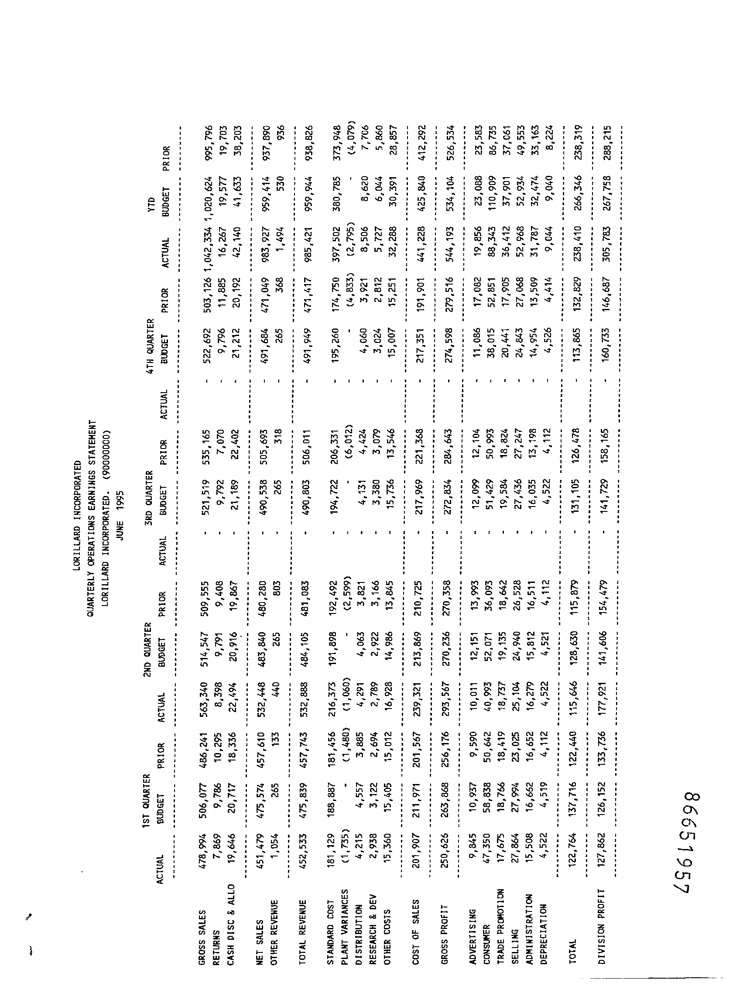 LORILLARD INCORPORATED
QUARTERLY OPERATIONS EARNINGS STATEMENT
LORILLARD INCORPORATED. (90000000)
JUNE 1995
1ST QUARTER 2ND QUARTER 3RD QUARTER 4TH QUARTER YTD
ACTUAL BUDGET PRIOR ACTUAL BUDGET PRIOR ACTUAL BUDGET PRIOR ACTUAL BUDGET PRIOR ACTUAL BUDGET PRIOR
GROSS SALES 478,994 506,077 486,241 563,340 514,547 509,555 - 521,519 535,165 - 522,692 503,126 1,042,334 1,020,624 995,796
RETURNS 7,869 9,786 10,295 8,398 9,791 9,408 - 9,792 7,070 - 9,796 11,885 16,267 19,577 19,703
CASH DISC & ALLO 19,646 20,717 18,336 22,494 20,916 19,867 - 21,189 22,402 - 21,212 20,192 42,140 41,633 38,203
NET SALES 451,479 475,574 457,610 532,448 483,840 480,280 - 490,538 505,693 - 491,684 471,049 983,927 959,414 937,890
OTHER REVENUE 1,054 265 133 440 265 803 - 265 318 - 265 368 1,494 530 936
TOTAL REVENUE 452,533 475,839 457,743 532,888 484,105 481,083 - 490,803 506,011 - 491,949 471,417 985,421 959,944 938,826
STANDARD COST 181,129 188,887 181,456 216,373 191,898 192,492 - 194,722 206,331 - 195,260 174,750 397,502 380,785 373,948
PLANT VARIANCES (1,735) - (1,480) (1,060) - (2,599) - - (6,012) - - (4,833) (2,795) - (4,079)
DISTRIBUTION 4,215 4,557 3,885 4,291 4,063 3,821 - 4,131 4,424 - 4,060 3,921 8,506 8,620 7,706
RESEARCH & DEV 2,938 3,122 2,694 2,789 2,922 3,166 - 3,380 3,079 - 3,024 2,812 5,727 6,044 5,860
OTHER COSTS 15,360 15,405 15,012 16,928 14,986 13,845 - 15,736 13,546 - 15,007 15,251 32,288 30,391 28,857
COST OF SALES 201,907 211,971 201,567 239,321 213,869 210,725 - 217,969 221,368 - 217,351 191,901 441,228 425,840 412,292
GROSS PROFIT 250,626 263,868 256,176 293,567 270,236 270,358 - 272,834 284,643 - 274,598 279,516 544,193 534,104 526,534
ADVERTISING 9,845 10,937 9,590 10,011 12,151 13,993 - 12,099 12,104 - 11,086 17,082 19,856 23,088 23,583
CONSUMER 47,350 58,838 50,642 40,993 52,071 36,093 - 51,429 50,993 - 38,015 52,851 88,343 110,909 86,735
TRADE PROMOTION 17,675 18,766 18,419 18,737 19,135 18,642 - 19,584 18,824 - 20,441 17,905 36,412 37,901 37,061
SELLING 27,864 27,994 23,025 25,104 24,940 26,528 - 27,436 27,247 - 24,843 27,068 52,968 52,934 49,553
ADMINISTRATION 15,508 16,662 16,652 16,279 15,812 16,511 - 16,035 13,198 - 14,954 13,509 31,787 32,474 33,163
DEPRECIATION 4,522 4,519 4,112 4,522 4,521 4,112 - 4,522 4,112 - 4,526 4,414 9,044 9,040 8,224
TOTAL 122,764 137,716 122,440 115,646 128,630 115,879 - 131,105 126,478 - 113,865 132,829 238,410 266,346 238,319
DIVISION PROFIT 127,862 126,152 133,736 177,921 141,606 154,479 - 141,729 158,165 - 160,733 146,687 305,783 267,758 288,215
86651957